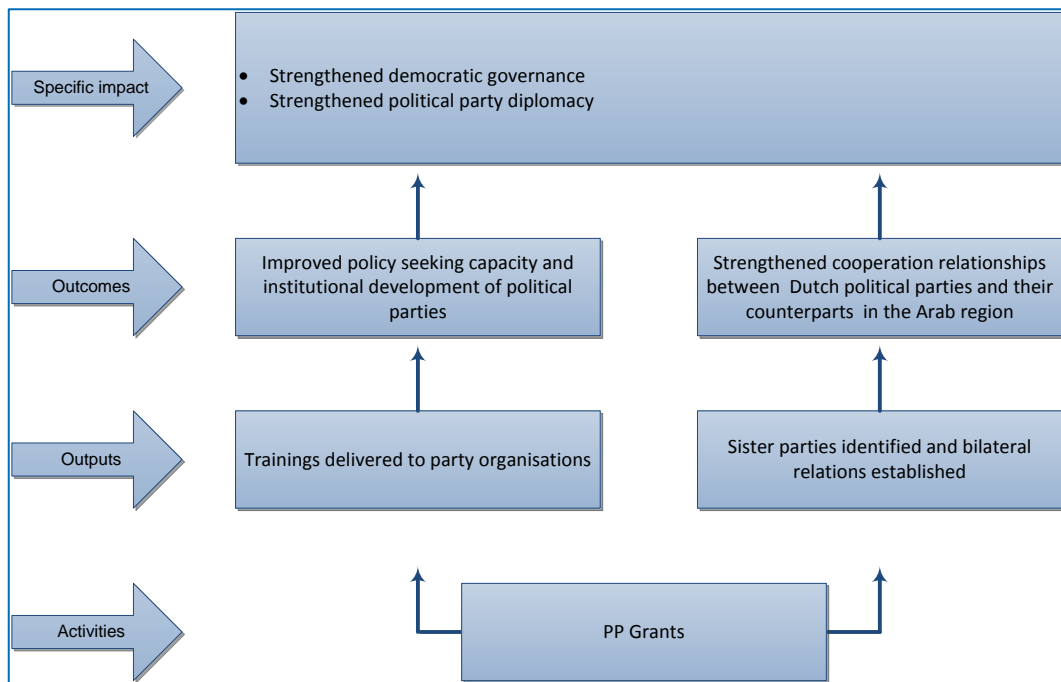 Specific impact
• Strengthened democratic governance
• Strengthened political party diplomacy
Outcomes
Improved policy seeking capacity and
institutional development of political
parties
Strengthened cooperation relationships
between Dutch political parties and their
counterparts in the Arab region
Outputs
Trainings delivered to party organisations
Sister parties identified and bilateral
relations established
Activities
PP Grants